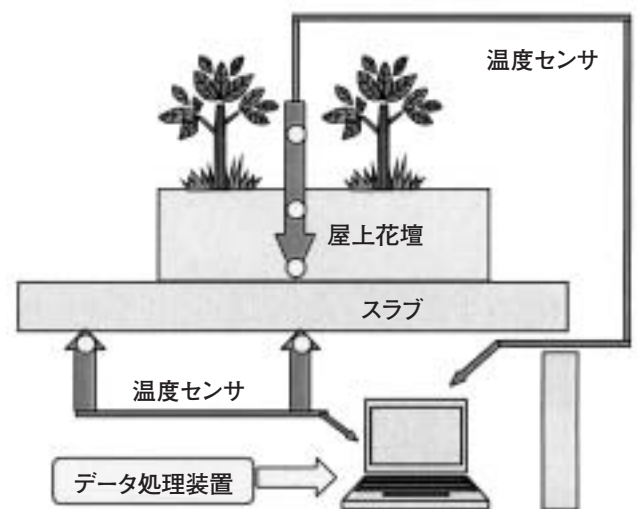 温度センサ
屋上花壇
スラブ
温度センサ
データ処理装置